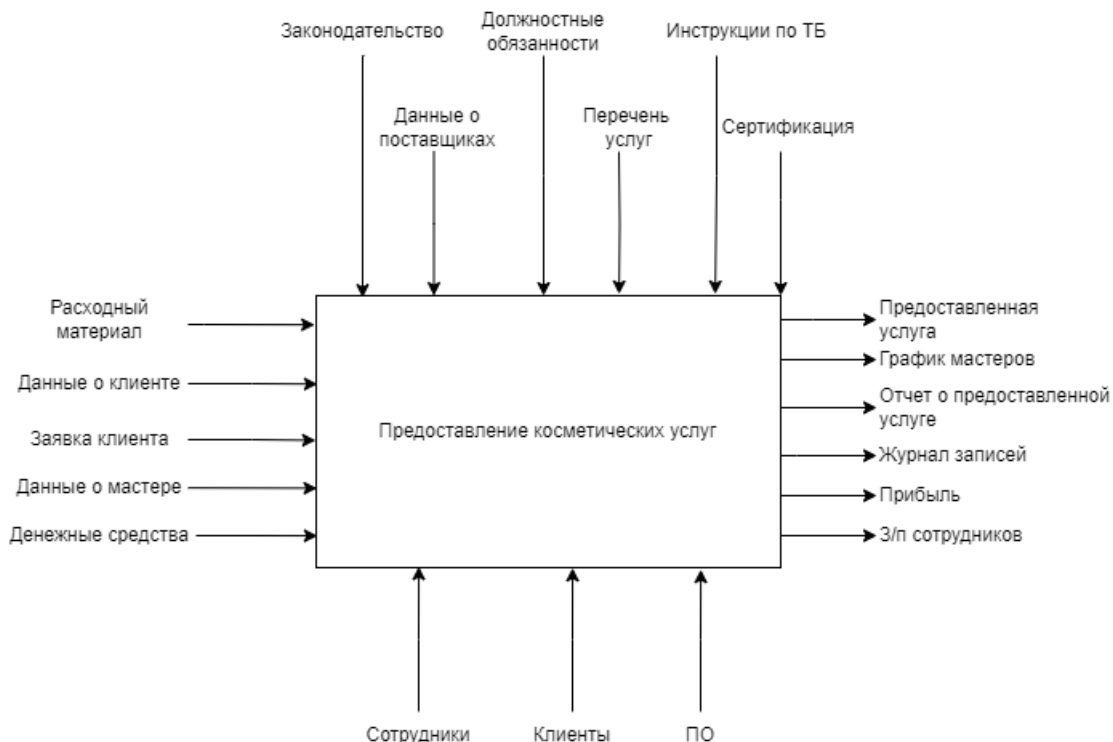 Законодательство
Должностные
обязанности
Инструкции по ТБ
Данные о
поставщиках
Перечень
услуг
Сертификация
Расходный
материал
Данные о клиенте
Заявка клиента
Данные о мастере
Денежные средства
Предоставление косметических услуг
Предоставленная
услуга
График мастеров
Отчет о предоставленной
услуге
Журнал записей
Прибыль
З/п сотрудников
Сотрудники
Клиенты
ПО